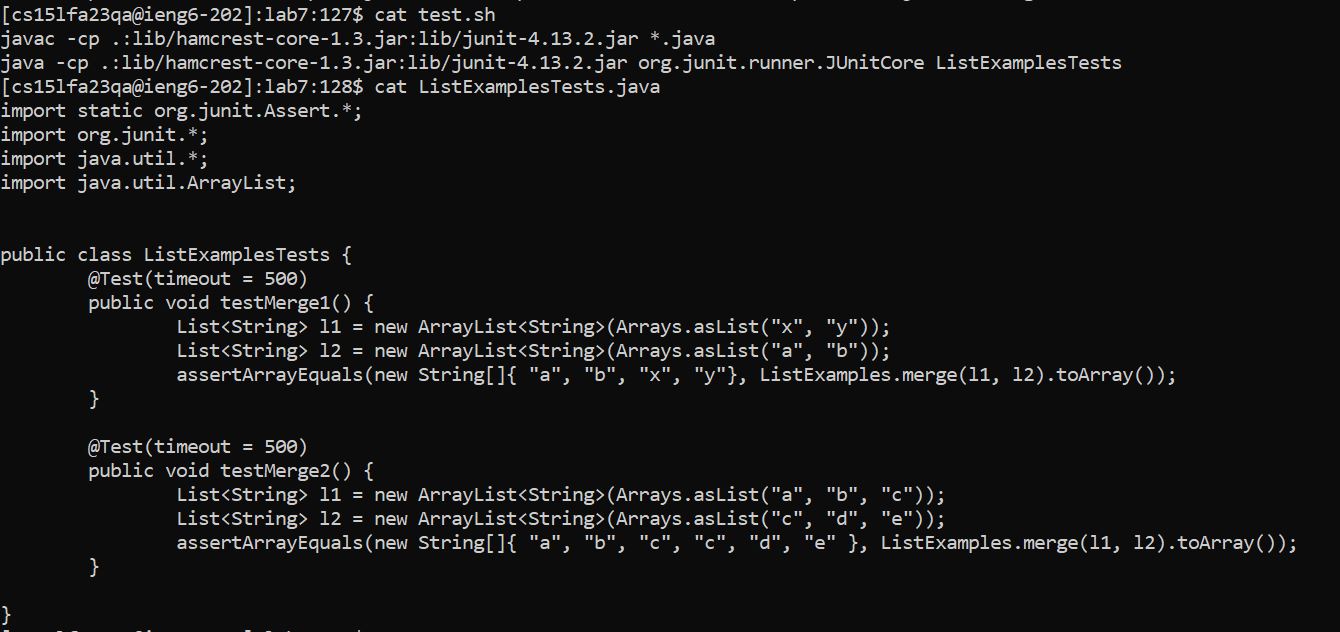 [cs15lfa23qa@ieng6-202]:lab7:127$ cat test.sh
javac -cp .:lib/hamcrest-core-1.3.jar:lib/junit-4.13.2.jar *.java
java -cp .:lib/hamcrest-core-1.3.jar:lib/junit-4.13.2.jar org.junit.runner.JUnitCore ListExamplesTests
[cs15lfa23qa@ieng6-202]:lab7:128$ cat ListExamplesTests.java
import static org.junit.Assert.*;
import org.junit.*;
import java.util.*;
import java.util.ArrayList;
public class ListExamplesTests {
@Test(timeout = 500)
public void testMerge1() {
List<String> l1 = new ArrayList<String>(Arrays.asList("x", "y"));
List<String> l2 = new ArrayList<String>(Arrays.asList("a", "b"));
assertArrayEquals(new String[]{ "a", "b", "x", "y"}, ListExamples.merge(l1, l2).toArray());
}
@Test(timeout = 500)
public void testMerge2() {
List<String> l1 = new ArrayList<String>(Arrays.asList("a", "b", "c"));
List<String> l2 = new ArrayList<String>(Arrays.asList("c", "d", "e"));
assertArrayEquals(new String[]{ "a", "b", "c", "c", "d", "e" }, ListExamples.merge(l1, l2).toArray());
}
}